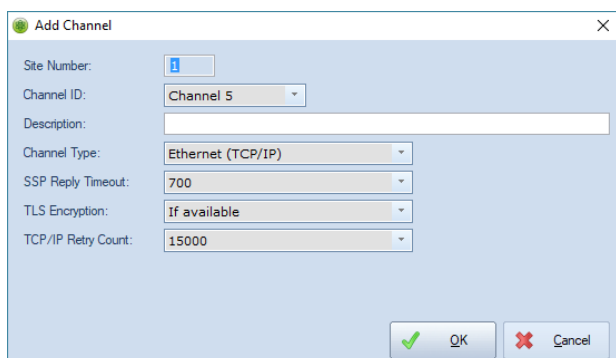 Add Channel
Site Number: 1
Channel ID: Channel 5
Description:
Channel Type: Ethernet (TCP/IP)
SSP Reply Timeout: 700
TLS Encryption: If available
TCP/IP Retry Count: 15000
OK Cancel